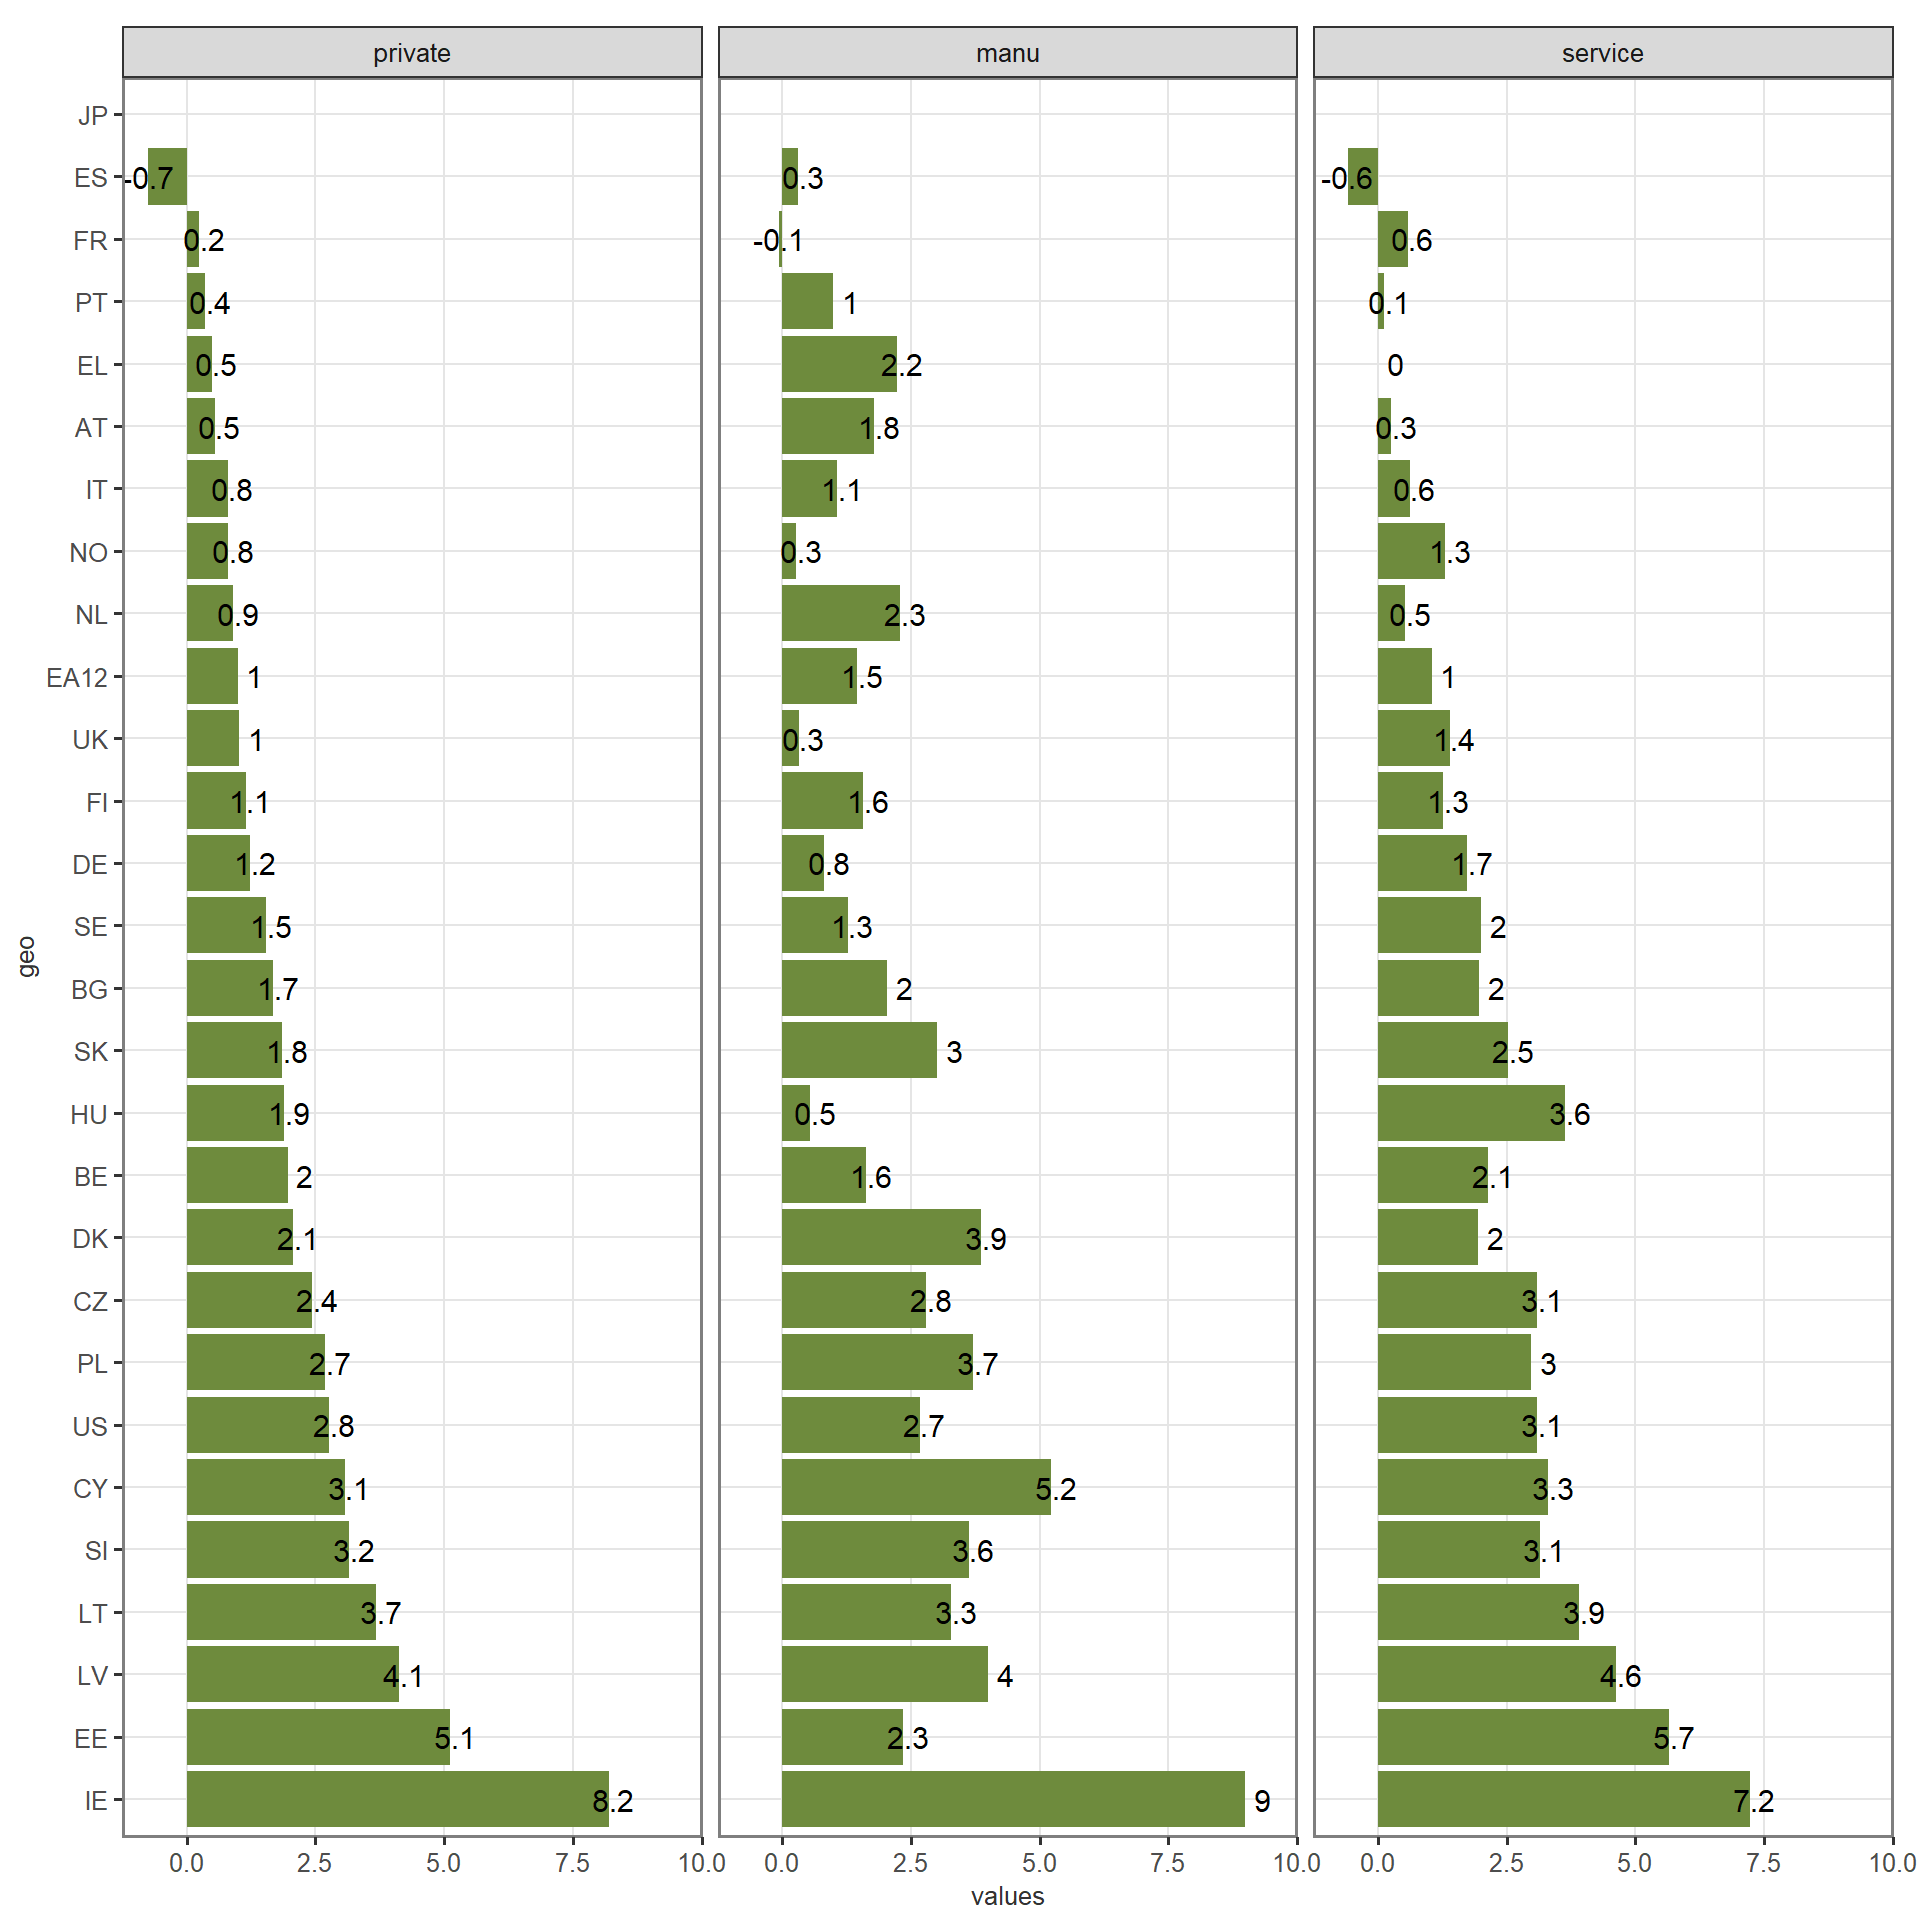 private manu service
JP
ES -0.7 0.3 -0.6
FR 0.2 -0.1 0.6
PT 0.4 1 0.1
EL 0.5 2.2 0
AT 0.5 1.8 0.3
IT 0.8 1.1 0.6
NO 0.8 0.3 1.3
NL 0.9 2.3 0.5
EA12 1 1.5 1
UK 1 0.3 1.4
FI 1.1 1.6 1.3
DE 1.2 0.8 1.7
SE 1.5 1.3 2
BG 1.7 2 2
SK 1.8 3 2.5
HU 1.9 0.5 3.6
BE 2 1.6 2.1
DK 2.1 3.9 2
CZ 2.4 2.8 3.1
PL 2.7 3.7 3
US 2.8 2.7 3.1
CY 3.1 5.2 3.3
SI 3.2 3.6 3.1
LT 3.7 3.3 3.9
LV 4.1 4 4.6
EE 5.1 2.3 5.7
IE 8.2 9 7.2
0.0 2.5 5.0 7.5 10.0 0.0 2.5 5.0 7.5 10.0 0.0 2.5 5.0 7.5 10.0
values
geo